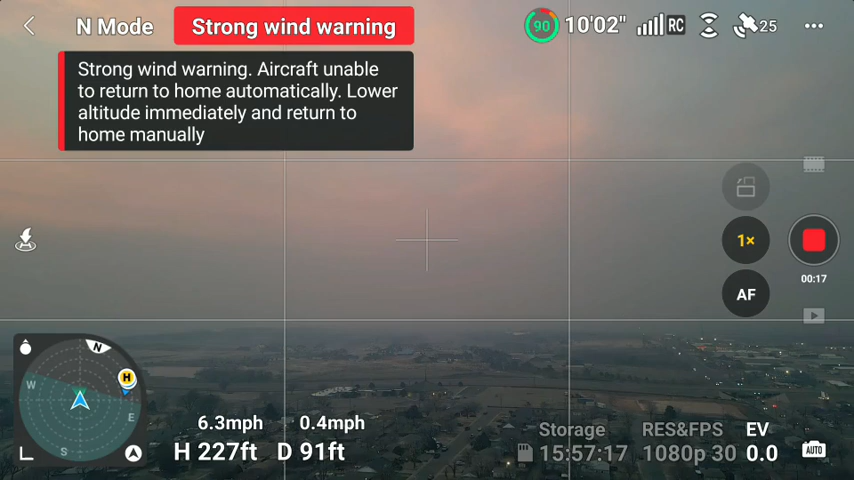 N Mode
Strong wind warning
90
10'02"
RC
25
Strong wind warning. Aircraft unable
to return to home automatically. Lower
altitude immediately and return to
home manually
1×
00:17
AF
N
H
W
E
S
6.3mph
0.4mph
H 227ft
D 91ft
Storage
15:57:17
RES&FPS
1080p 30
EV
0.0
AUTO